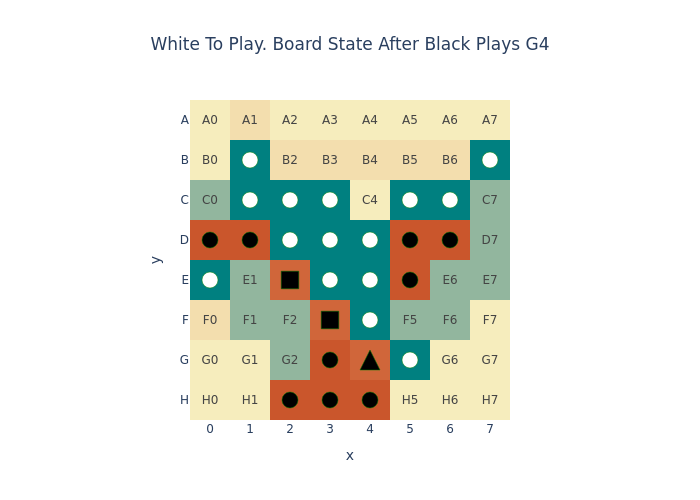 White To Play. Board State After Black Plays G4
A A0 A1 A2 A3 A4 A5 A6 A7
B B0 B2 B3 B4 B5 B6
C C0 C4 C7
D D7
E E1 E6 E7
F F0 F1 F2 F5 F6 F7
G G0 G1 G2 G6 G7
H H0 H1 H5 H6 H7
0 1 2 3 4 5 6 7
x
y